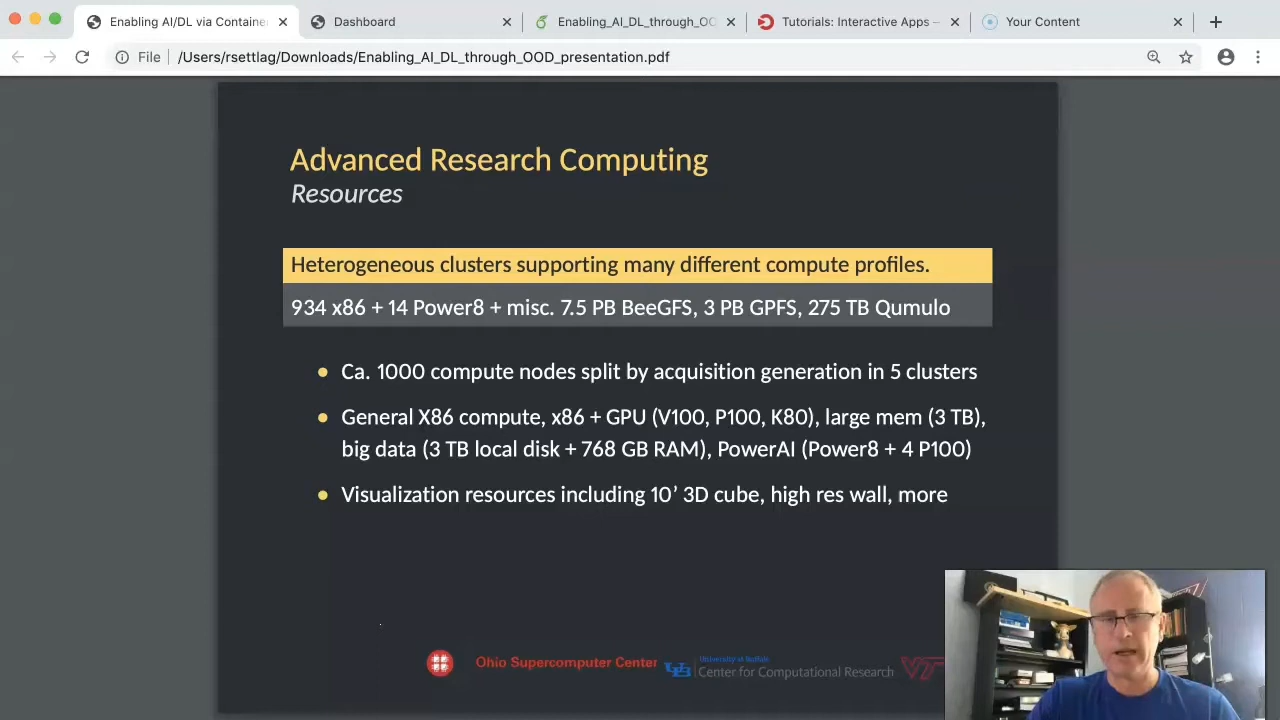 Enabling AI/DL via Containe
Dashboard
Enabling_AI_DL_through_OO
Tutorials: Interactive Apps –
Your Content
File
/Users/rsettlag/Downloads/Enabling_AI_DL_through_OOD_presentation.pdf
Advanced Research Computing
Resources
Heterogeneous clusters supporting many different compute profiles.
934 x86 + 14 Power8 + misc. 7.5 PB BeeGFS, 3 PB GPFS, 275 TB Qumulo
● Ca. 1000 compute nodes split by acquisition generation in 5 clusters
● General X86 compute, x86 + GPU (V100, P100, K80), large mem (3 TB),
big data (3 TB local disk + 768 GB RAM), PowerAI (Power8 + 4 P100)
● Visualization resources including 10’ 3D cube, high res wall, more
Ohio Supercomputer Center
University at Buffalo
Center for Computational Research
VT